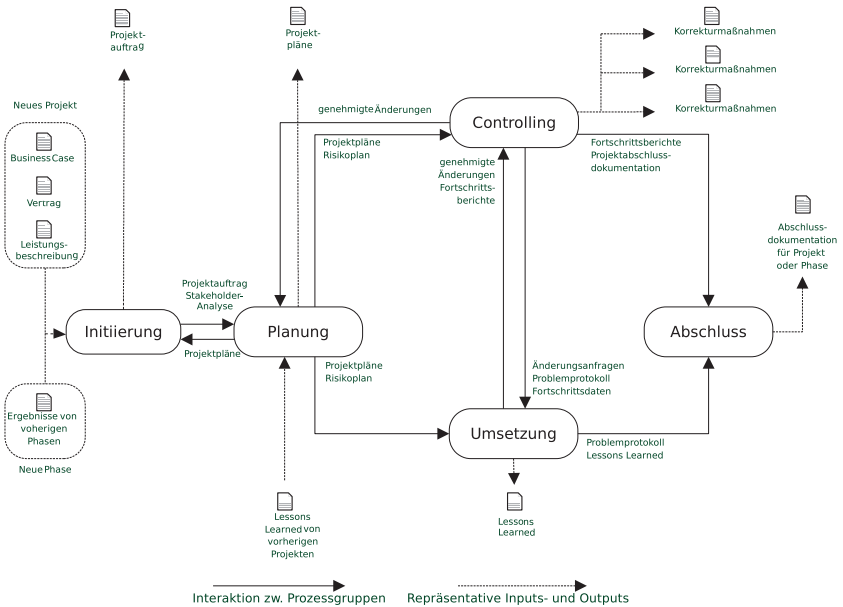 Projekt-
auftrag
Projekt-
pläne
Korrekturmaßnahmen
Korrekturmaßnahmen
Korrekturmaßnahmen
Neues Projekt
Business Case
Vertrag
Leistungs-
beschreibung
genehmigte Änderungen
Controlling
Projektpläne
Risikoplan
genehmigte
Änderungen
Fortschritts-
berichte
Fortschrittsberichte
Projektabschluss-
dokumentation
Abschluss-
dokumentation
für Projekt
oder Phase
Projektauftrag
Stakeholder-
Analyse
Initiierung
Planung
Abschluss
Projektpläne
Projektpläne
Risikoplan
Änderungsanfragen
Problemprotokoll
Fortschrittsdaten
Ergebnisse von
voherigen
Phasen
Neue Phase
Umsetzung
Problemprotokoll
Lessons Learned
Lessons
Learned von
vorherigen
Projekten
Lessons
Learned
Interaktion zw. Prozessgruppen
Repräsentative Inputs- und Outputs